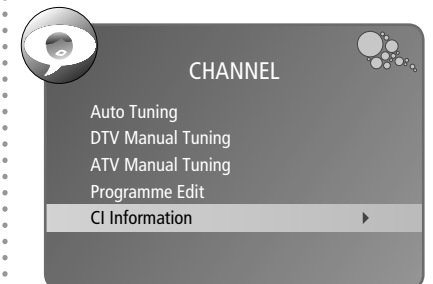 CHANNEL
Auto Tuning
DTV Manual Tuning
ATV Manual Tuning
Programme Edit
CI Information